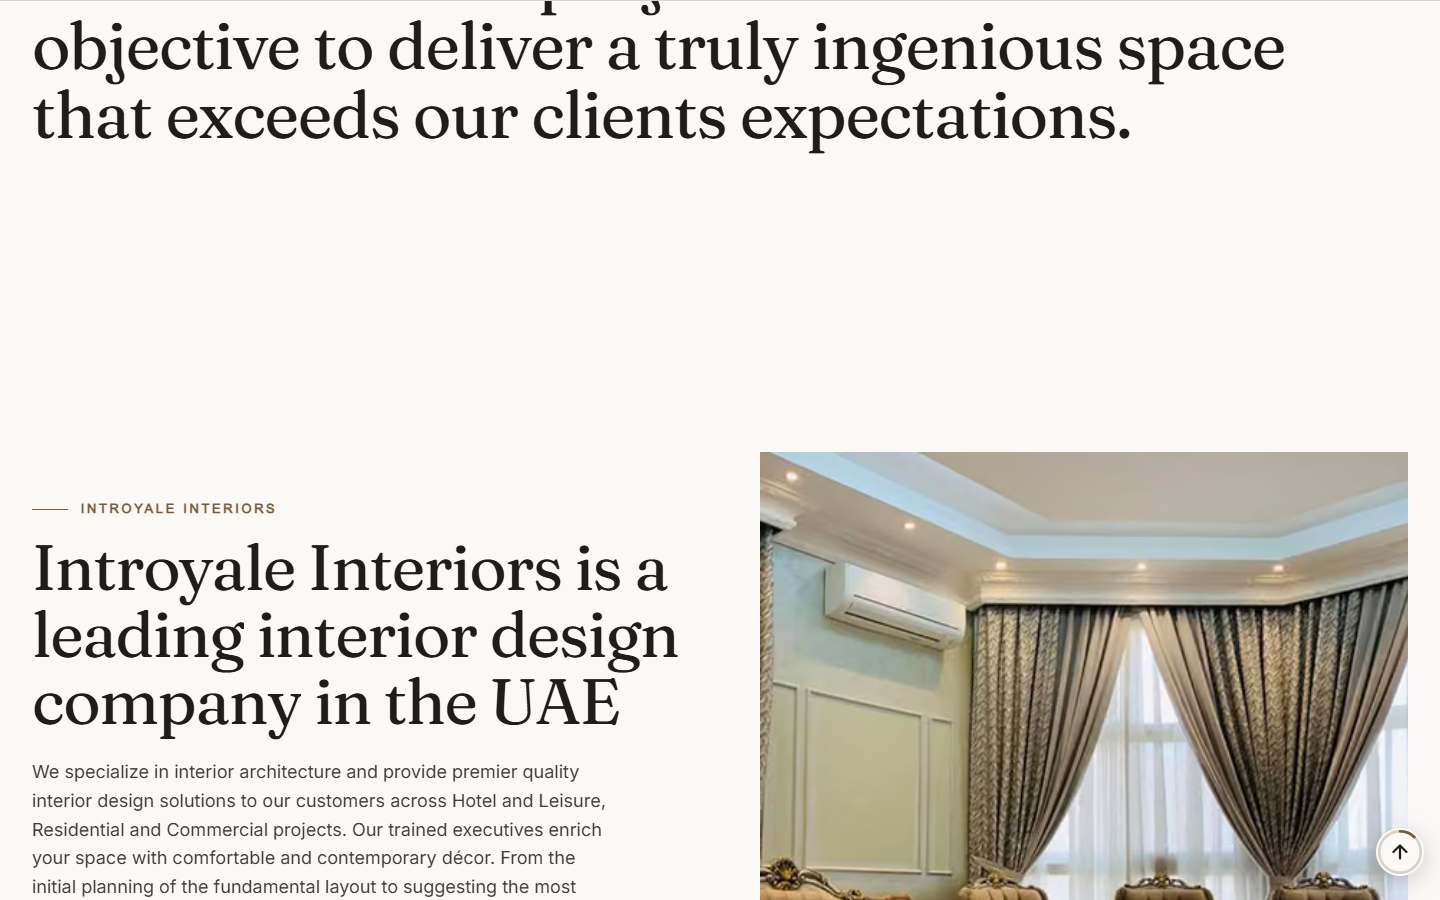 objective to deliver a truly ingenious space
that exceeds our clients expectations.
INTROYALE INTERIORS
Introyale Interiors is a
leading interior design
company in the UAE
We specialize in interior architecture and provide premier quality
interior design solutions to our customers across Hotel and Leisure,
Residential and Commercial projects. Our trained executives enrich
your space with comfortable and contemporary décor. From the
initial planning of the fundamental layout to suggesting the most